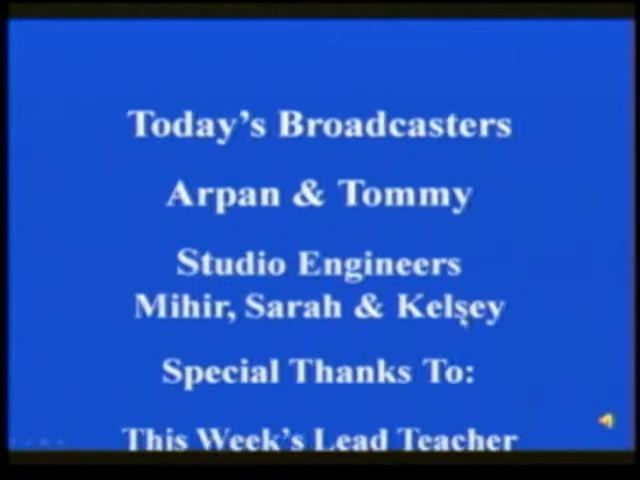 Today's Broadcasters
Arpan & Tommy
Studio Engineers
Mihir, Sarah & Kelsey
Special Thanks To:
This Week's Lead Teacher